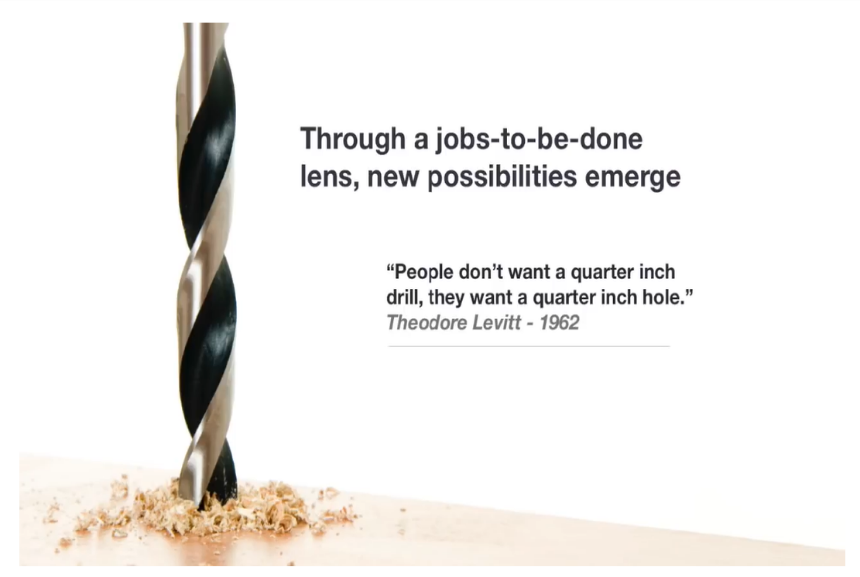 Through a jobs-to-be-done
lens, new possibilities emerge
“People don’t want a quarter inch
drill, they want a quarter inch hole.”
Theodore Levitt - 1962